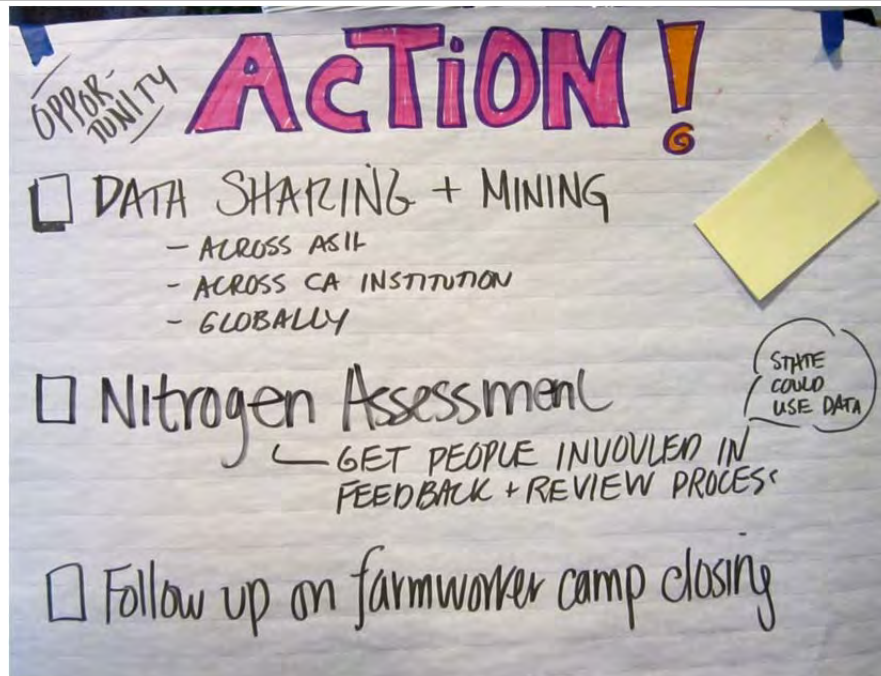 OPPOR-
TUNITY
ACTION!
DATA SHARING + MINING
- ACROSS ASI
- ACROSS CA INSTITUTION
- GLOBALLY
Nitrogen Assessment
GET PEOPLE INVOULED IN
FEEDBACK + REVIEW PROCESS
STATE
COULD
USE DATA
Follow up on farmworker camp closing